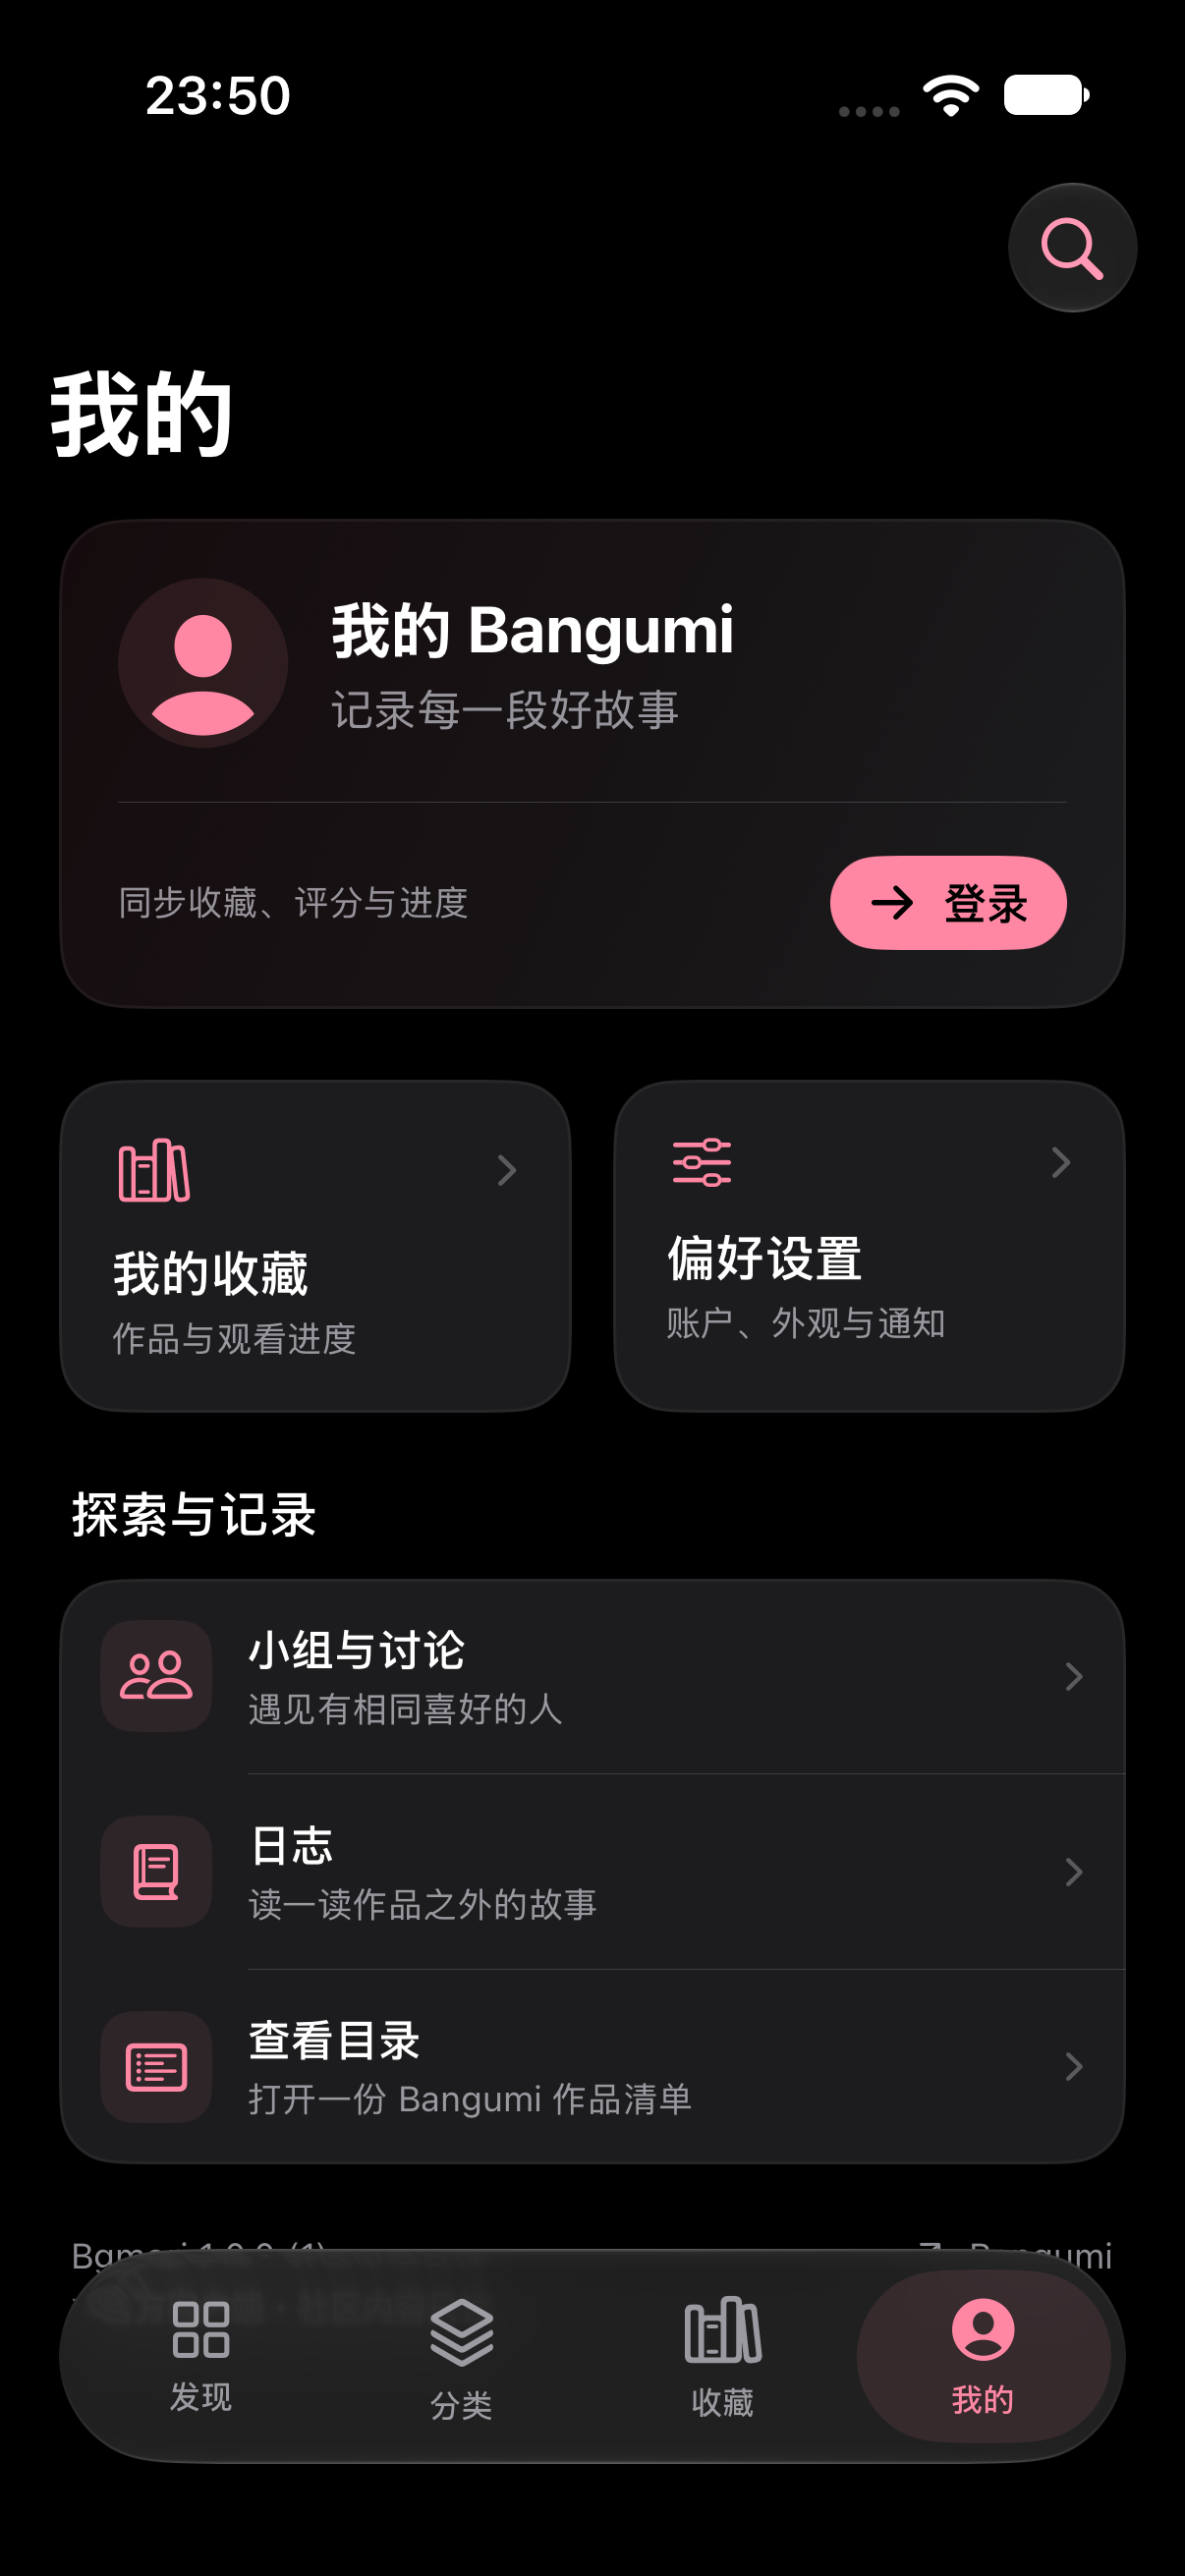 23:50
我的
我的 Bangumi
记录每一段好故事
同步收藏、评分与进度
登录
我的收藏
作品与观看进度
偏好设置
账户、外观与通知
探索与记录
小组与讨论
遇见有相同喜好的人
日志
读一读作品之外的故事
查看目录
打开一份 Bangumi 作品清单
Bangumi
发现
分类
收藏
我的